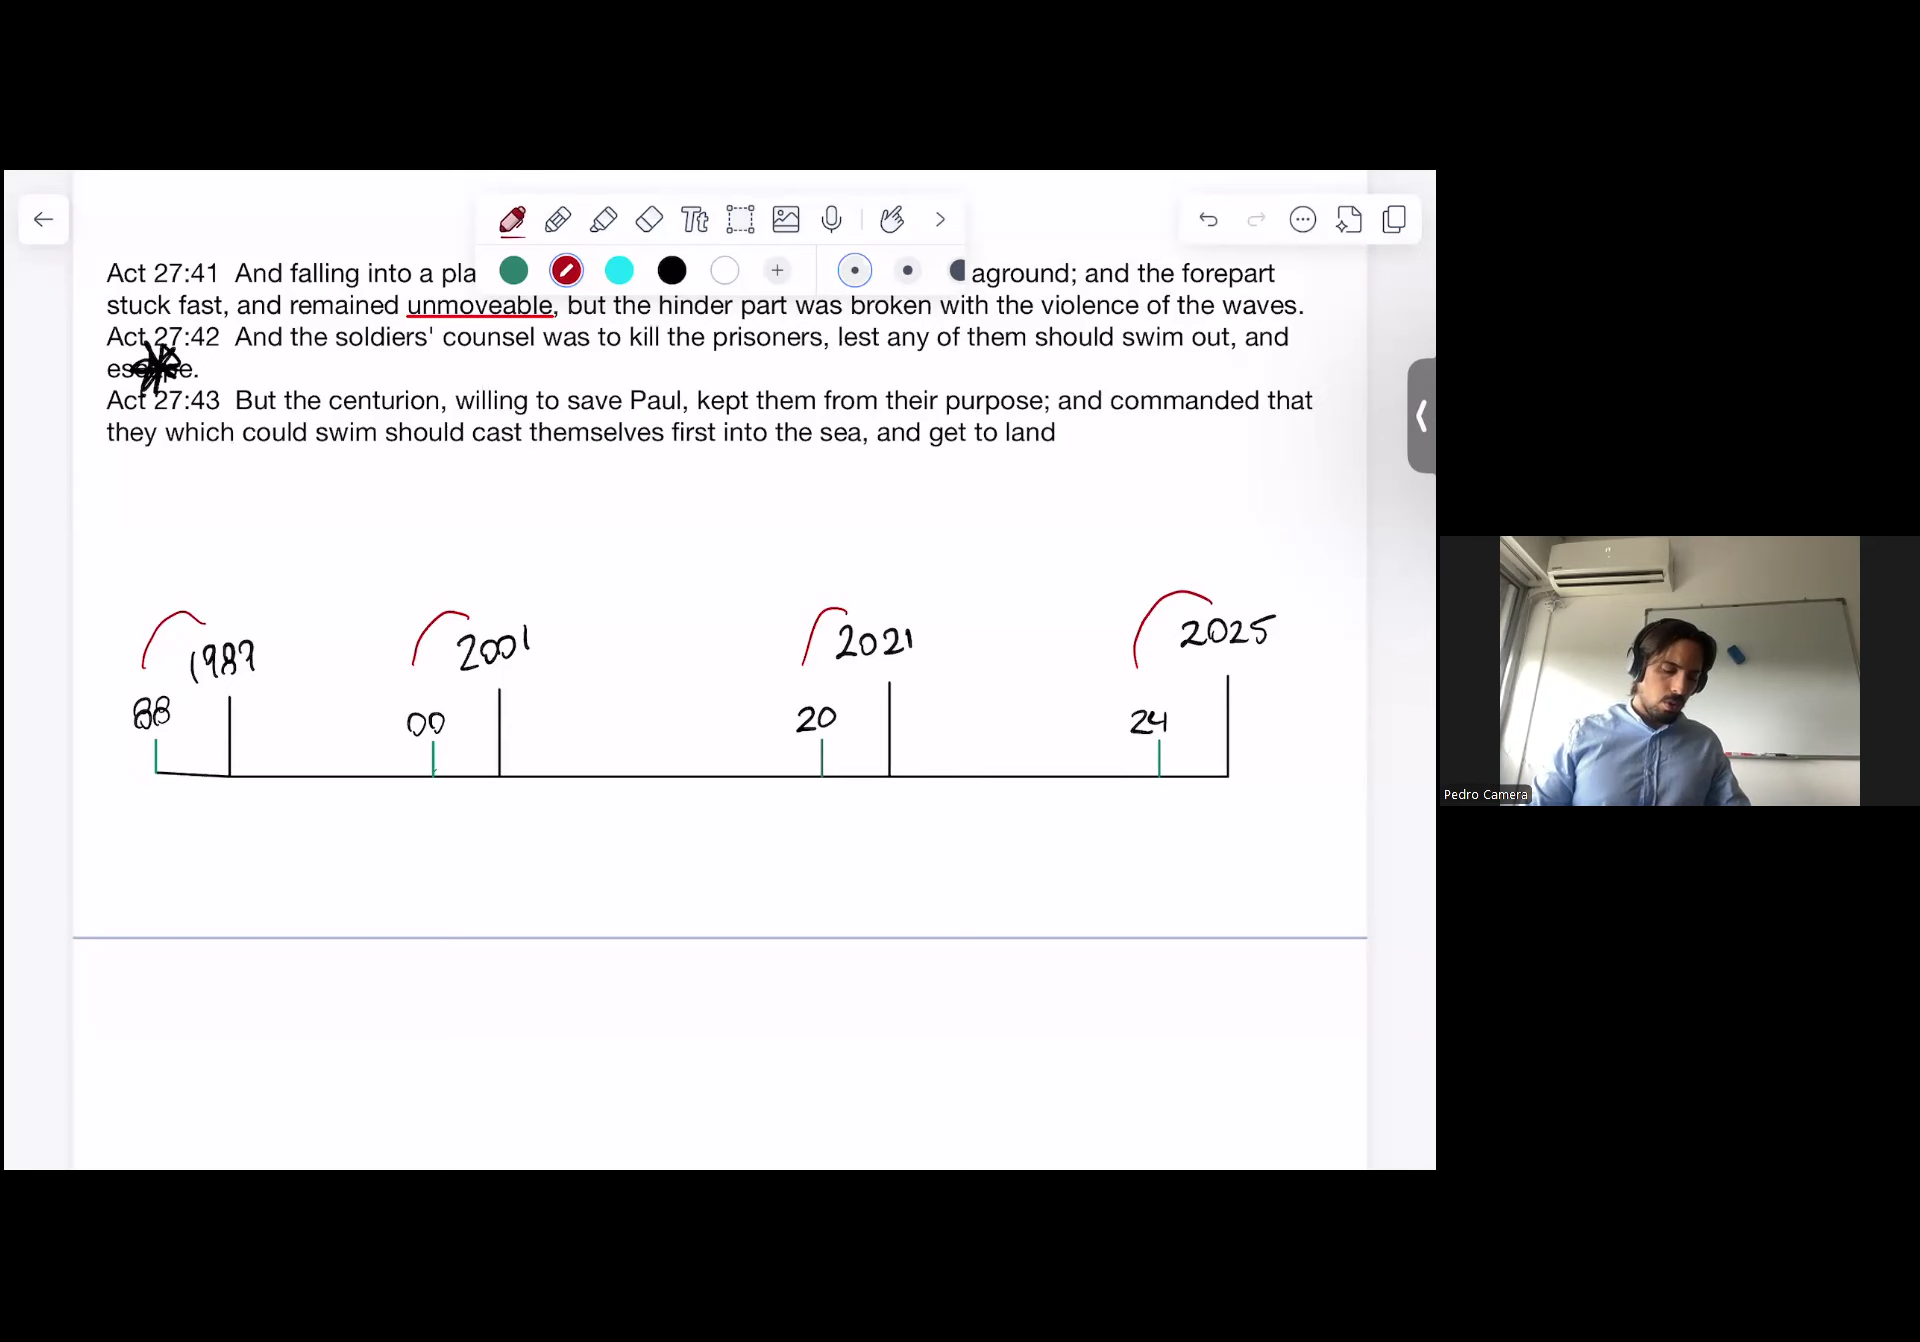 Tt
Act 27:41 And falling into a pla aground; and the forepart
stuck fast, and remained unmoveable, but the hinder part was broken with the violence of the waves.
Act 27:42 And the soldiers' counsel was to kill the prisoners, lest any of them should swim out, and
Act 27:43 But the centurion, willing to save Paul, kept them from their purpose; and commanded that
they which could swim should cast themselves first into the sea, and get to land
1989 2001 2021 2025
88 00 20 24
Pedro Camera